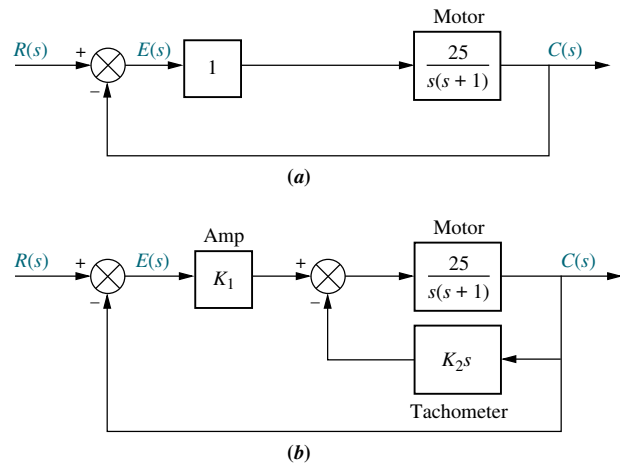 Motor
R(s) + E(s) 1 25 C(s)
s(s + 1)
−
(a)
Amp Motor
R(s) + E(s) K₁ + 25 C(s)
s(s + 1)
− −
K₂s
Tachometer
(b)